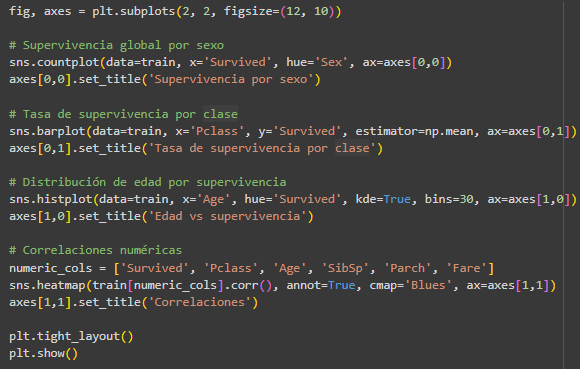 fig, axes = plt.subplots(2, 2, figsize=(12, 10))
# Supervivencia global por sexo
sns.countplot(data=train, x='Survived', hue='Sex', ax=axes[0,0])
axes[0,0].set_title('Supervivencia por sexo')
# Tasa de supervivencia por clase
sns.barplot(data=train, x='Pclass', y='Survived', estimator=np.mean, ax=axes[0,1])
axes[0,1].set_title('Tasa de supervivencia por clase')
# Distribución de edad por supervivencia
sns.histplot(data=train, x='Age', hue='Survived', kde=True, bins=30, ax=axes[1,0])
axes[1,0].set_title('Edad vs supervivencia')
# Correlaciones numéricas
numeric_cols = ['Survived', 'Pclass', 'Age', 'SibSp', 'Parch', 'Fare']
sns.heatmap(train[numeric_cols].corr(), annot=True, cmap='Blues', ax=axes[1,1])
axes[1,1].set_title('Correlaciones')
plt.tight_layout()
plt.show()